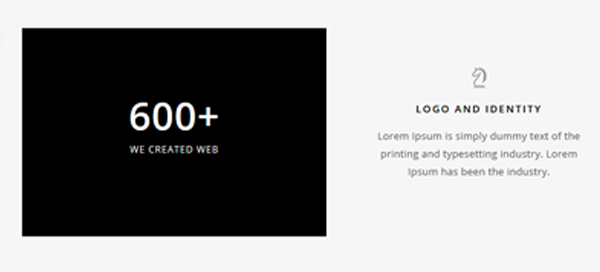 600+
WE CREATED WEB
LOGO AND IDENTITY
Lorem Ipsum is simply dummy text of the
printing and typesetting industry. Lorem
Ipsum has been the industry.